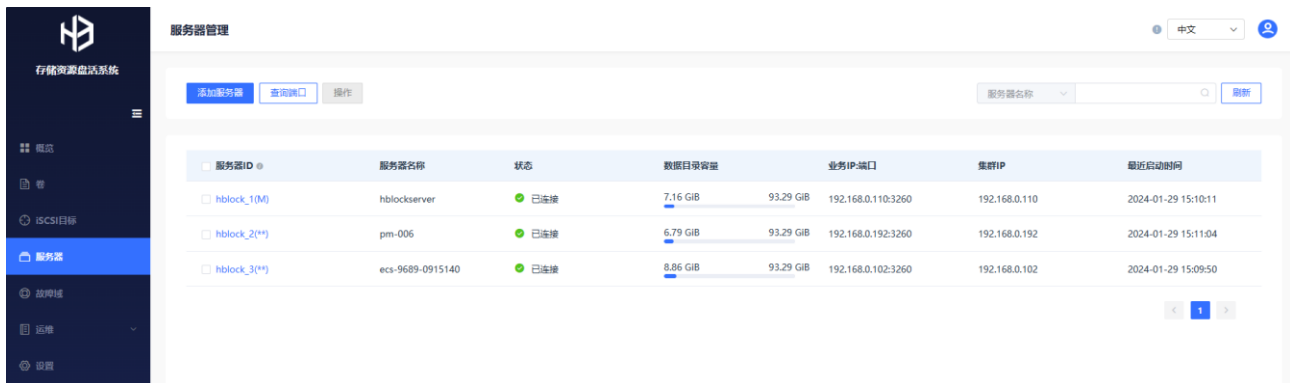 HB
存储资源盘活系统
概览
卷
iSCSI目标
服务器
故障域
运维
设置
服务器管理
中文
添加服务器 查询端口 操作 服务器名称 刷新
服务器ID 服务器名称 状态 数据目录容量 业务IP:端口 集群IP 最近启动时间
hblock_1(M) hblockserver 已连接 7.16 GiB 93.29 GiB 192.168.0.110:3260 192.168.0.110 2024-01-29 15:10:11
hblock_2(**) pm-006 已连接 6.79 GiB 93.29 GiB 192.168.0.192:3260 192.168.0.192 2024-01-29 15:11:04
hblock_3(**) ecs-9689-0915140 已连接 8.86 GiB 93.29 GiB 192.168.0.102:3260 192.168.0.102 2024-01-29 15:09:50
< 1 >